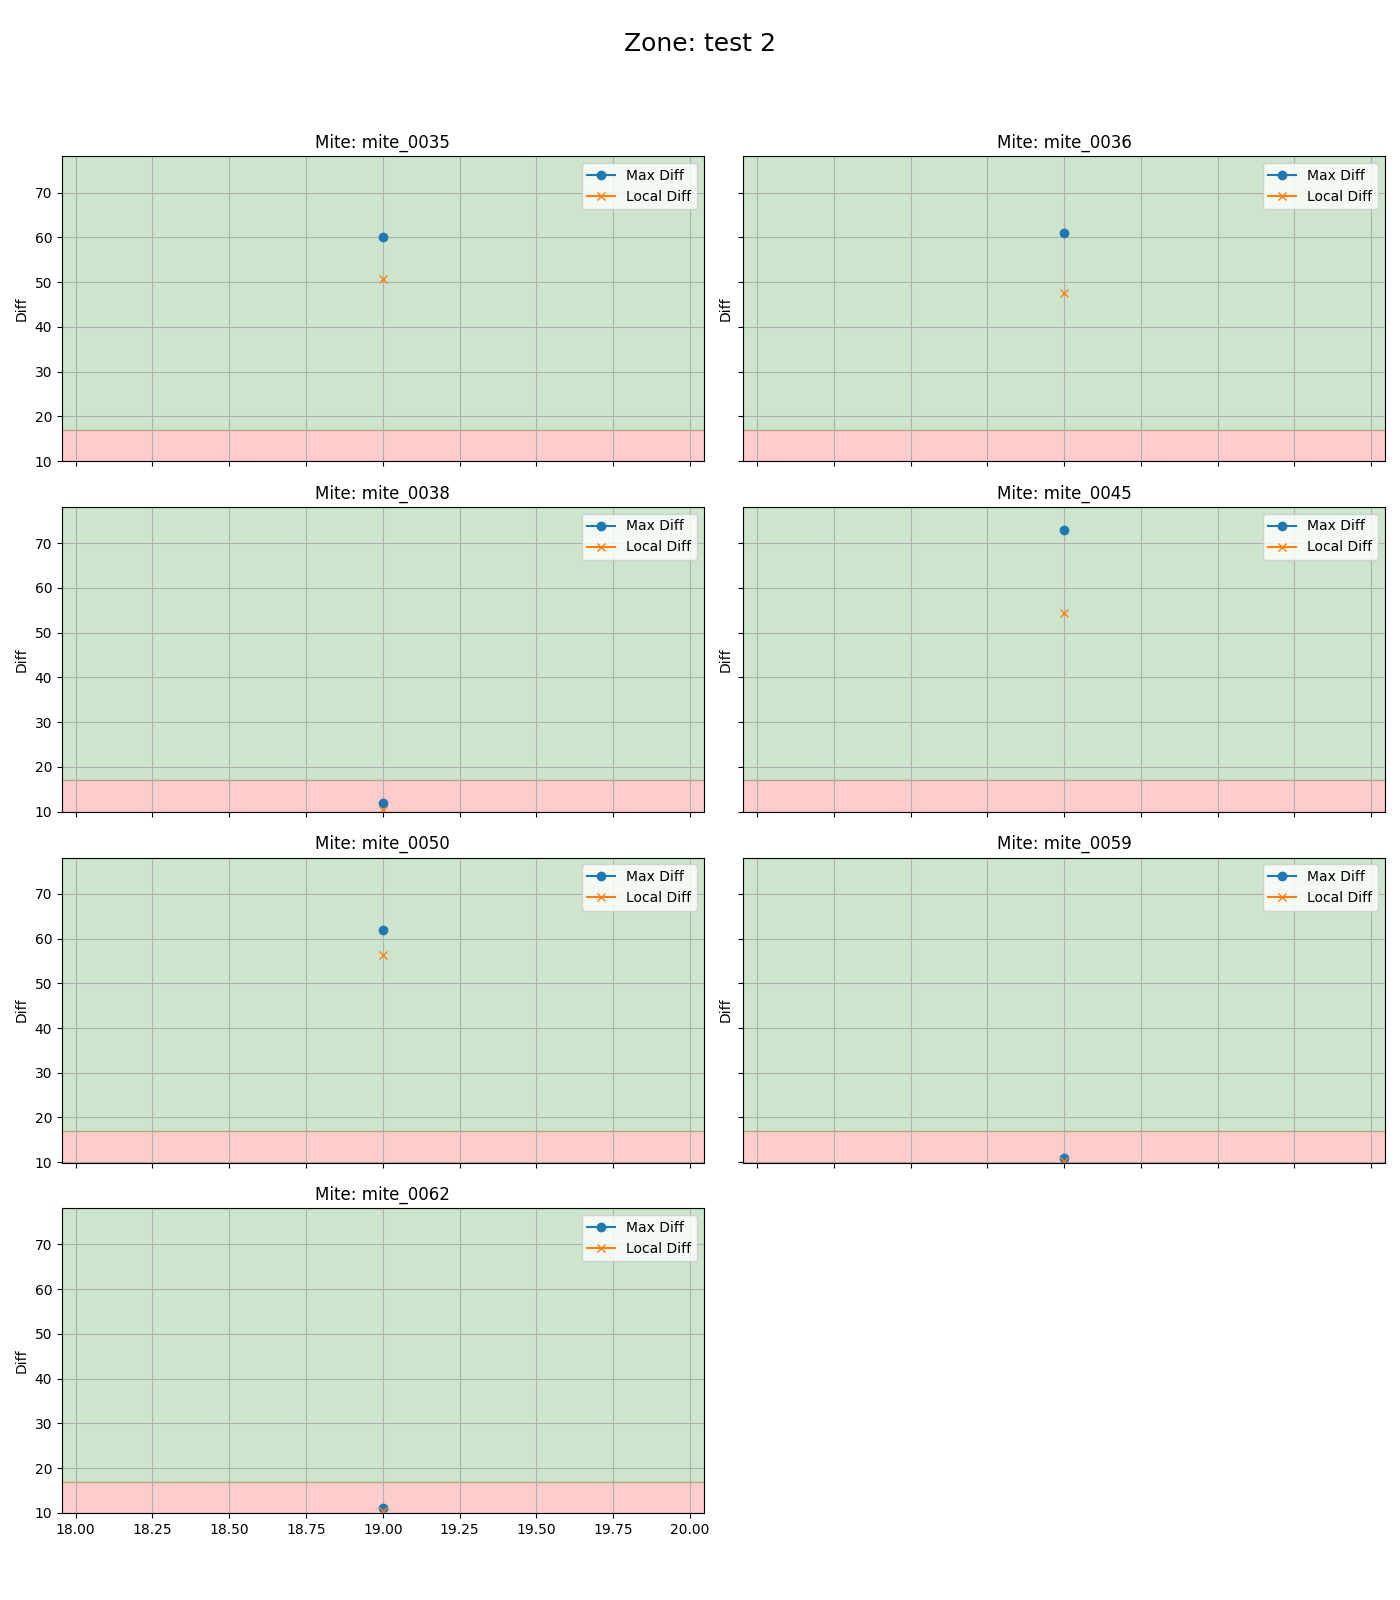 Zone: test 2
Mite: mite_0035
Max Diff
Local Diff
Diff
70
60
50
40
30
20
10
Mite: mite_0036
Max Diff
Local Diff
Diff
Mite: mite_0038
Max Diff
Local Diff
Diff
70
60
50
40
30
20
10
Mite: mite_0045
Max Diff
Local Diff
Diff
Mite: mite_0050
Max Diff
Local Diff
Diff
70
60
50
40
30
20
10
Mite: mite_0059
Max Diff
Local Diff
Diff
Mite: mite_0062
Max Diff
Local Diff
Diff
70
60
50
40
30
20
10
18.00 18.25 18.50 18.75 19.00 19.25 19.50 19.75 20.00